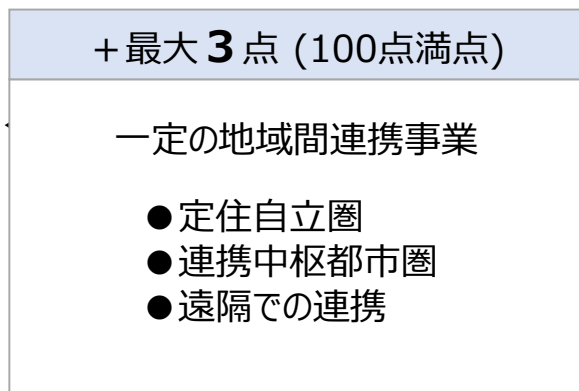 ＋最大３点 (100点満点)
一定の地域間連携事業
●定住自立圏
●連携中枢都市圏
●遠隔での連携